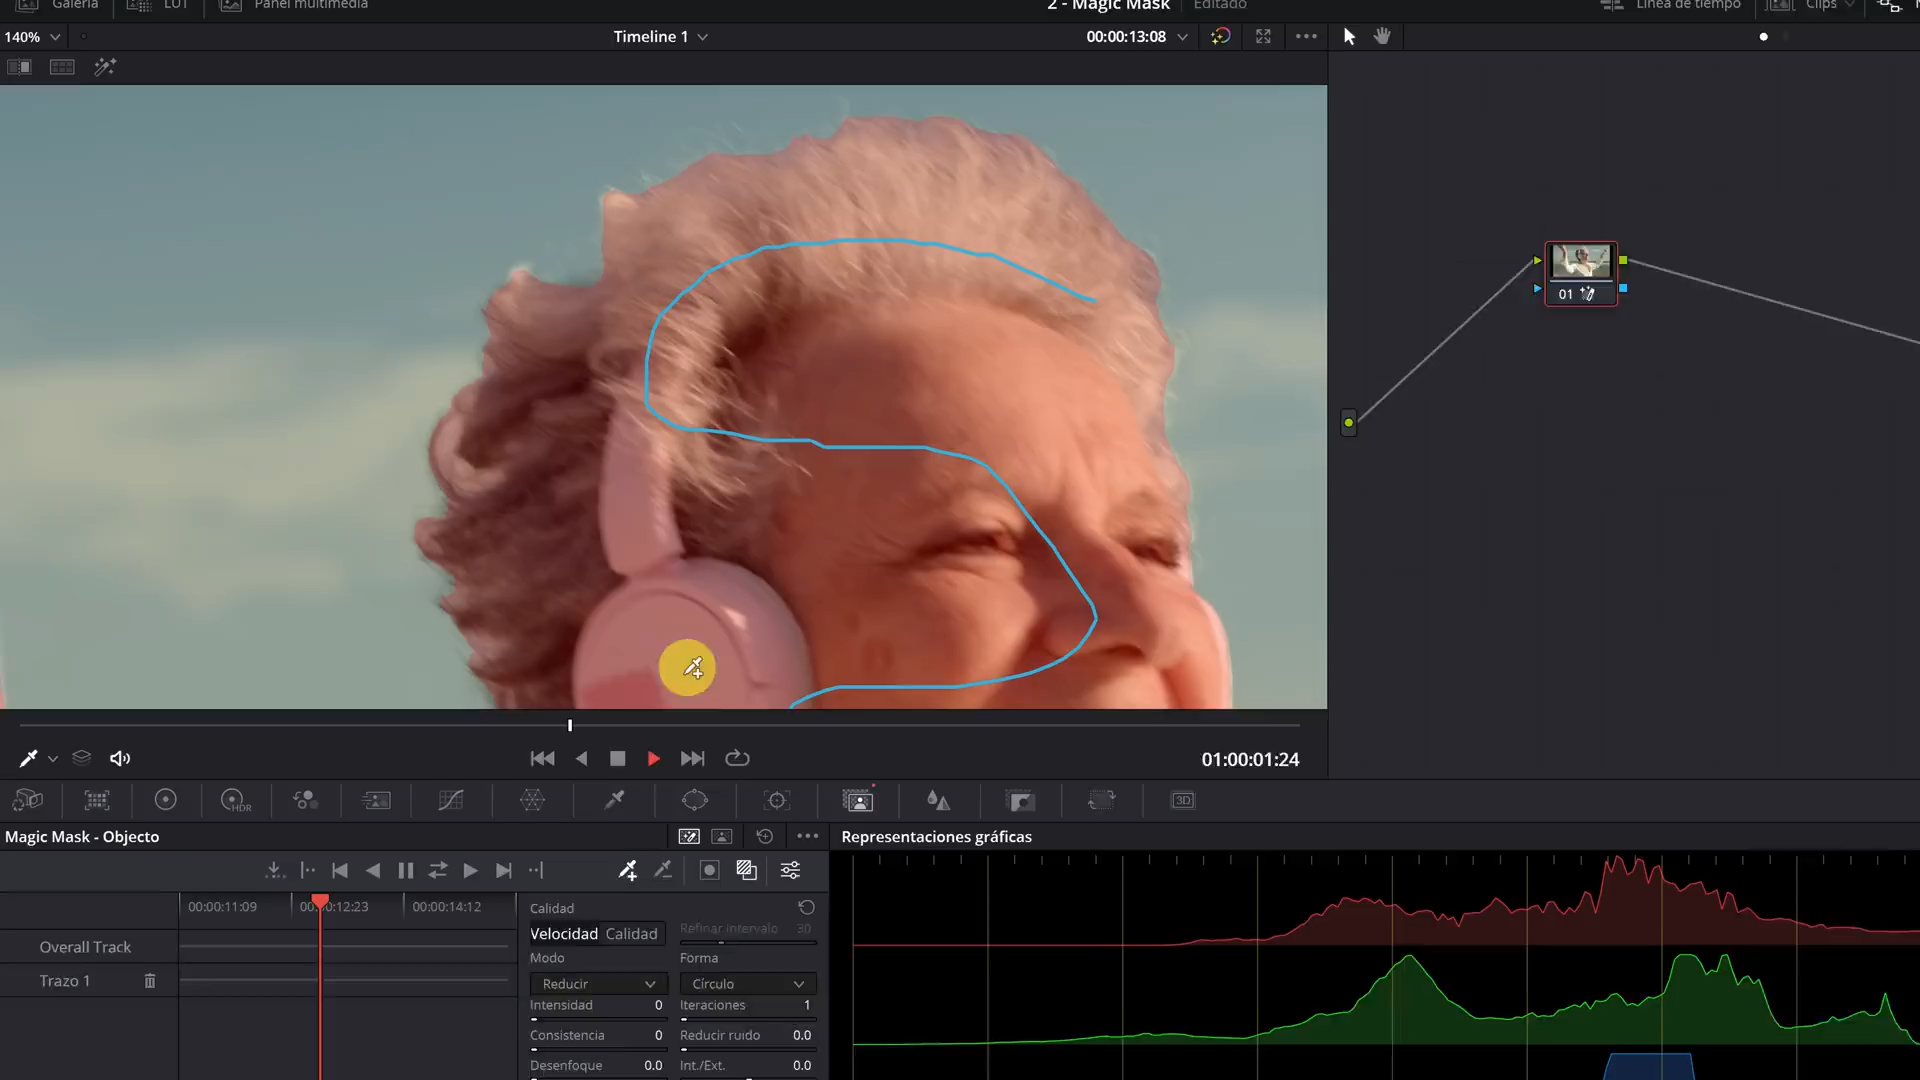 Galería
LUT
Panel multimedia
2 - Magic Mask
Editado
Línea de tiempo
Clips
140%
Timeline 1
00:00:13:08
01
01:00:01:24
HDR
3D
Magic Mask - Objecto
Representaciones gráficas
00:00:11:09
00:00:12:23
00:00:14:12
Overall Track
Trazo 1
Calidad
Velocidad Calidad
Refinar intervalo 30
Modo
Forma
Reducir
Círculo
Intensidad 0
Iteraciones 1
Consistencia 0
Reducir ruido 0.0
Desenfoque 0.0
Int./Ext. 0.0